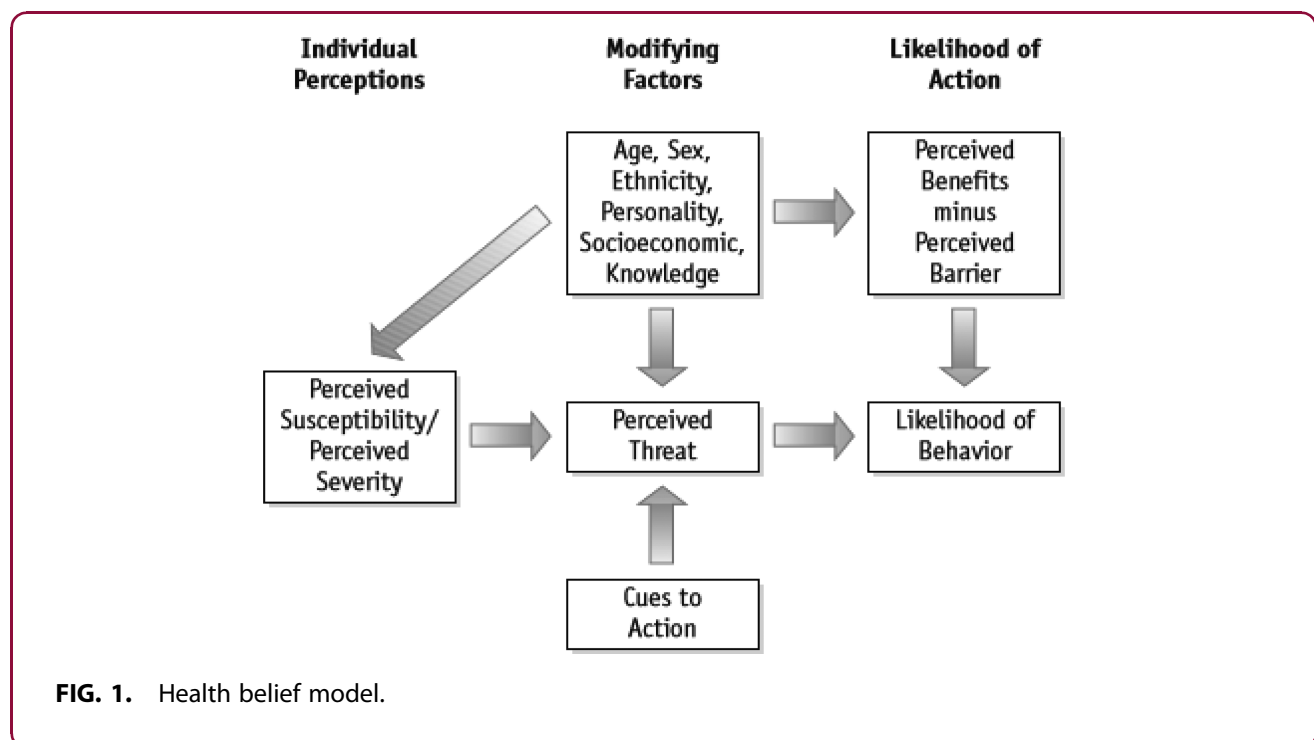 Individual
Perceptions
Modifying
Factors
Likelihood of
Action
Age, Sex,
Ethnicity,
Personality,
Socioeconomic,
Knowledge
Perceived
Benefits
minus
Perceived
Barrier
Perceived
Susceptibility/
Perceived
Severity
Perceived
Threat
Likelihood of
Behavior
Cues to
Action
FIG. 1. Health belief model.